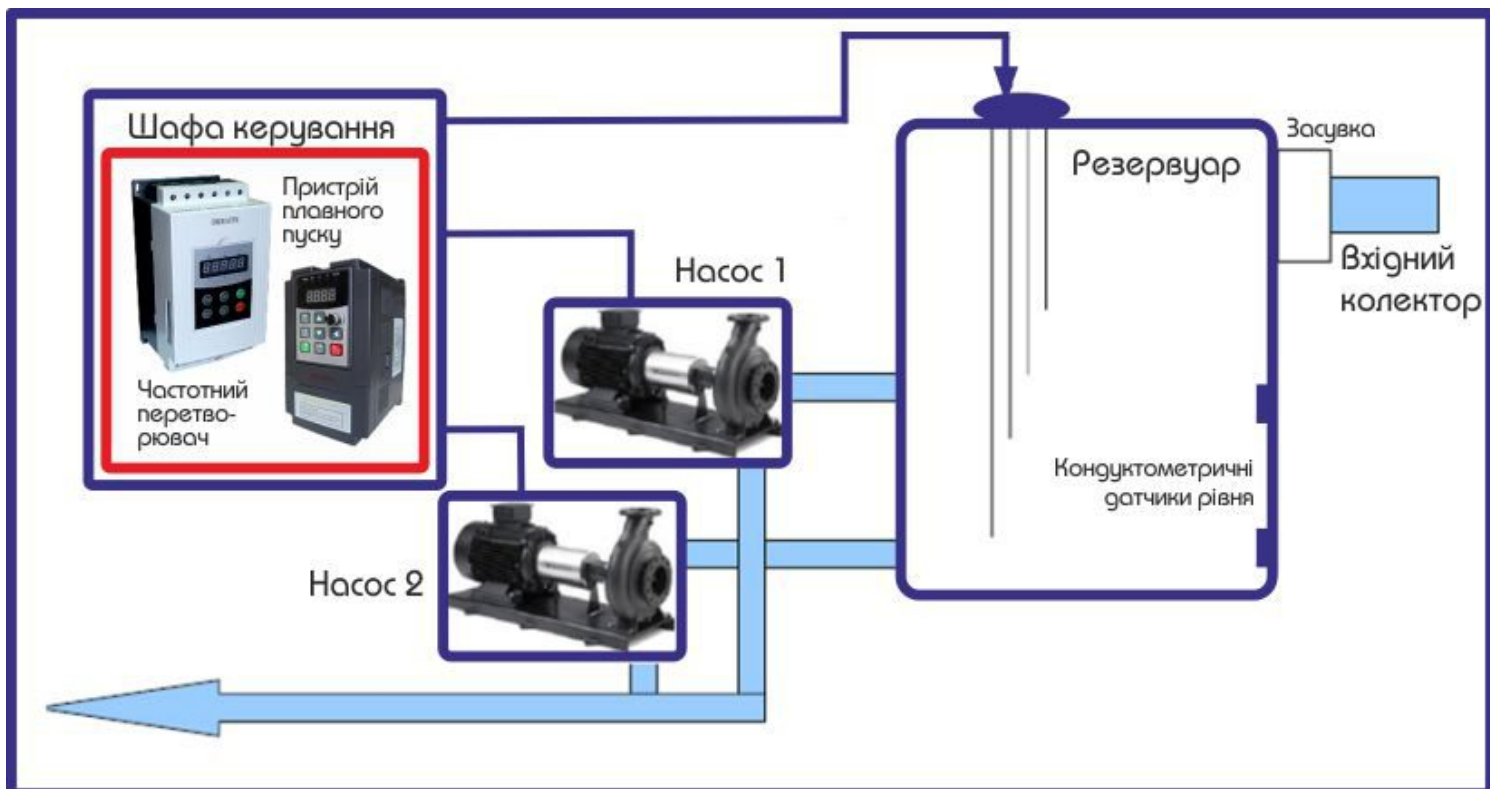 Шафа керування
Пристрій
плавного
пуску
Частотний
перетво-
рювач
Насос 1
Насос 2
Резервуар
Засувка
Вхідний
колектор
Кондуктометричні
датчики рівня